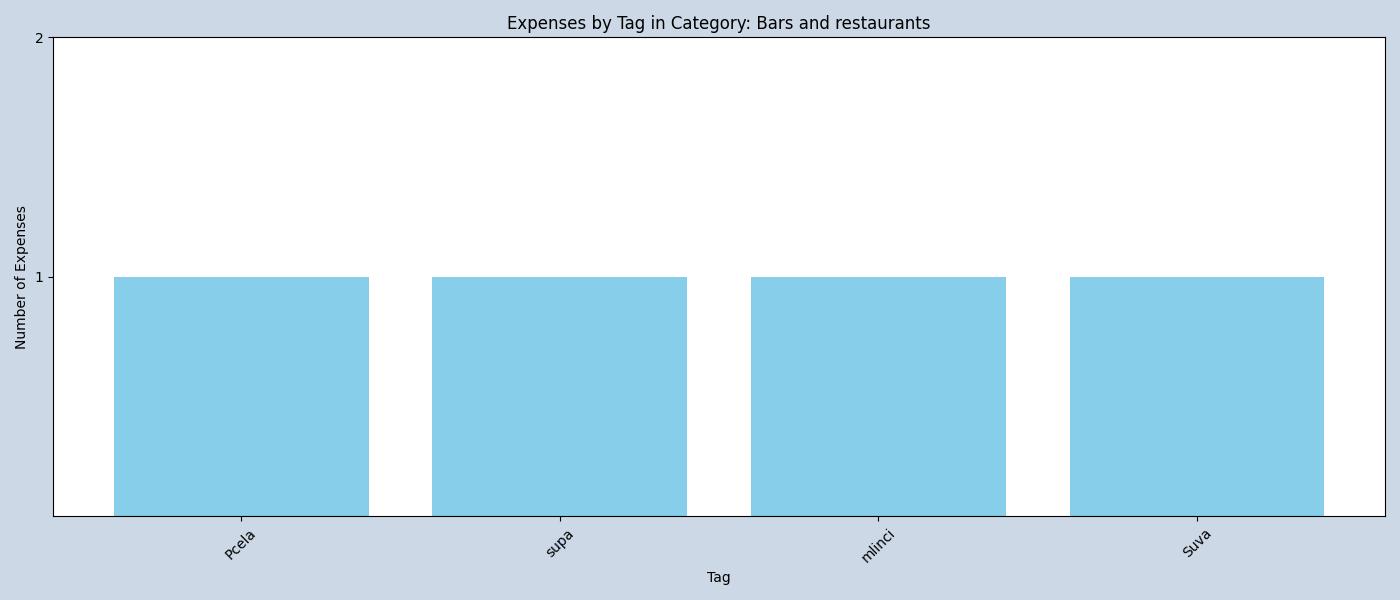 Expenses by Tag in Category: Bars and restaurants
2
1
Number of Expenses
Pcela
supa
mlinci
Suva
Tag